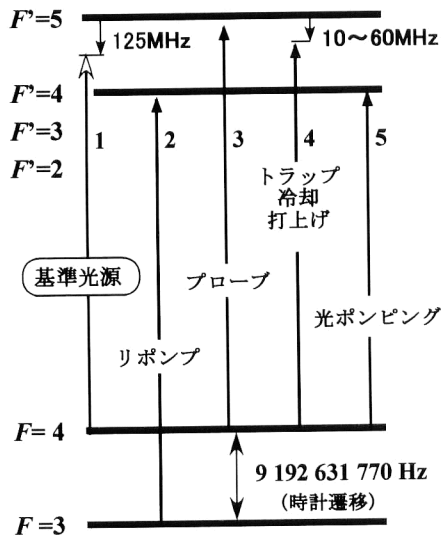 F'=5
125MHz
10～60MHz
F'=4
F'=3
F'=2
1
2
3
4
5
トラップ
冷却
打上げ
基準光源
プローブ
光ポンピング
リポンプ
F= 4
9 192 631 770 Hz
(時計遷移)
F =3